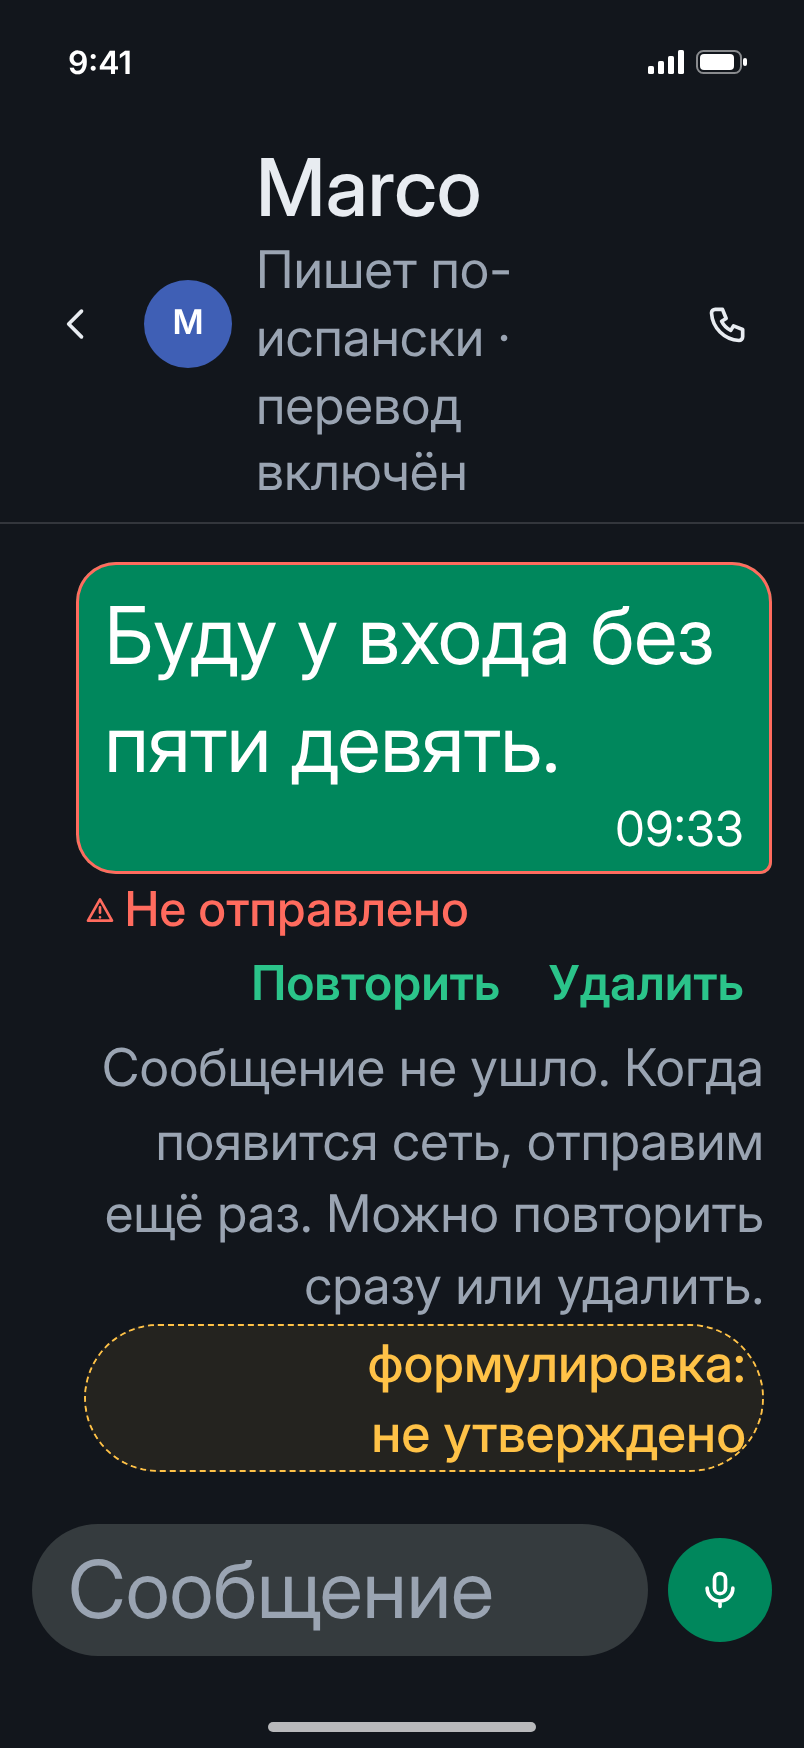 9:41
Marco
Пишет по-
испански ·
перевод
включён
M
Буду у входа без
пяти девять.
09:33
Не отправлено
Повторить Удалить
Сообщение не ушло. Когда
появится сеть, отправим
ещё раз. Можно повторить
сразу или удалить.
формулировка:
не утверждено
Сообщение